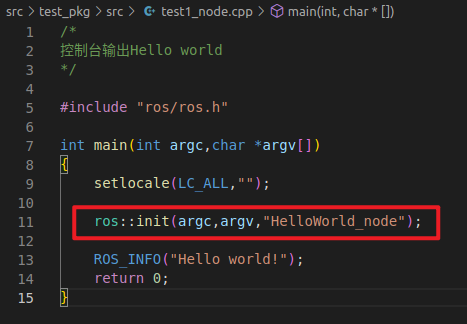 src > test_pkg > src > test1_node.cpp > main(int, char * [])
1 /*
2 控制台输出Hello world
3 */
4
5 #include "ros/ros.h"
6
7 int main(int argc,char *argv[])
8 {
9 setlocale(LC_ALL,"");
10
11 ros::init(argc,argv,"HelloWorld_node");
12
13 ROS_INFO("Hello world!");
14 return 0;
15 }